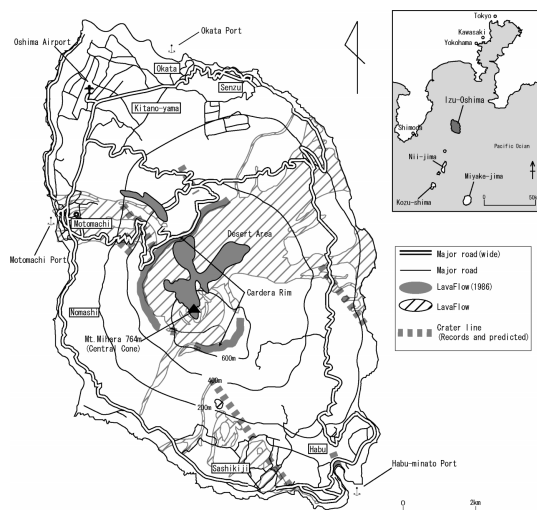 Okata Port
Oshima Airport
Okata
Senzu
Kitano-yama
Desert Area
Motomachi
Motomachi Port
Cardera Rim
Nomashi
Mt. Mihara 764m
(Central Cone)
600m
400m
200m
Habu
Sashikiji
Habu-minato Port
0 2km
Tokyo
Kawasaki
Yokohama
Izu-Oshima
Shimoda
Pacific Ocian
Nii-jima
Miyake-jima
Kozu-shima
Major road(wide)
Major road
LavaFlow(1986)
LavaFlow
Crater line
(Records and predicted)